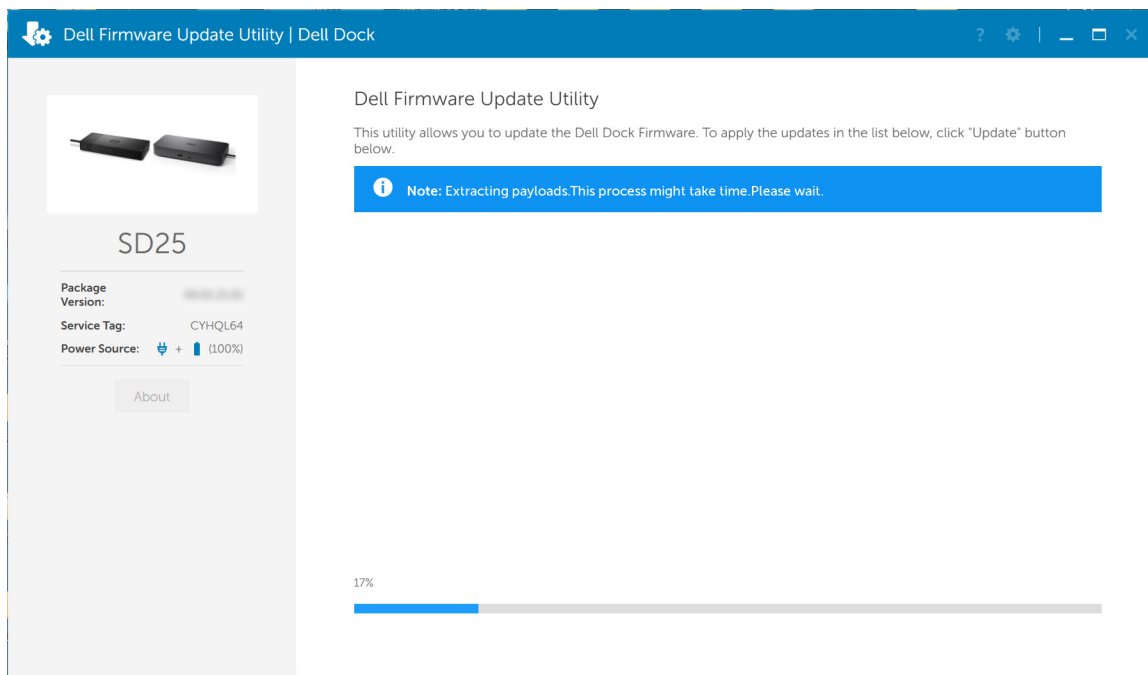 Dell Firmware Update Utility | Dell Dock
?
Dell Firmware Update Utility
This utility allows you to update the Dell Dock Firmware. To apply the updates in the list below, click "Update" button
below.
Note: Extracting payloads.This process might take time.Please wait.
SD25
Package
Version:
Service Tag: CYHQL64
Power Source: + (100%)
About
17%